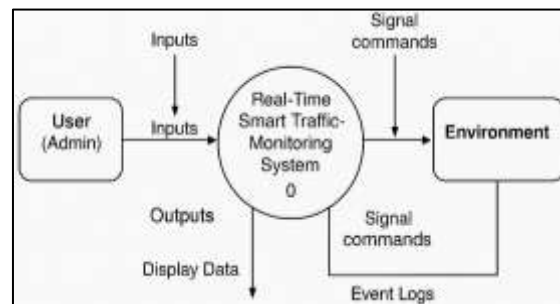 Inputs
Signal
commands
User
(Admin)
Inputs
Real-Time
Smart Traffic-
Monitoring
System
0
Environment
Outputs
Signal
commands
Display Data
Event Logs